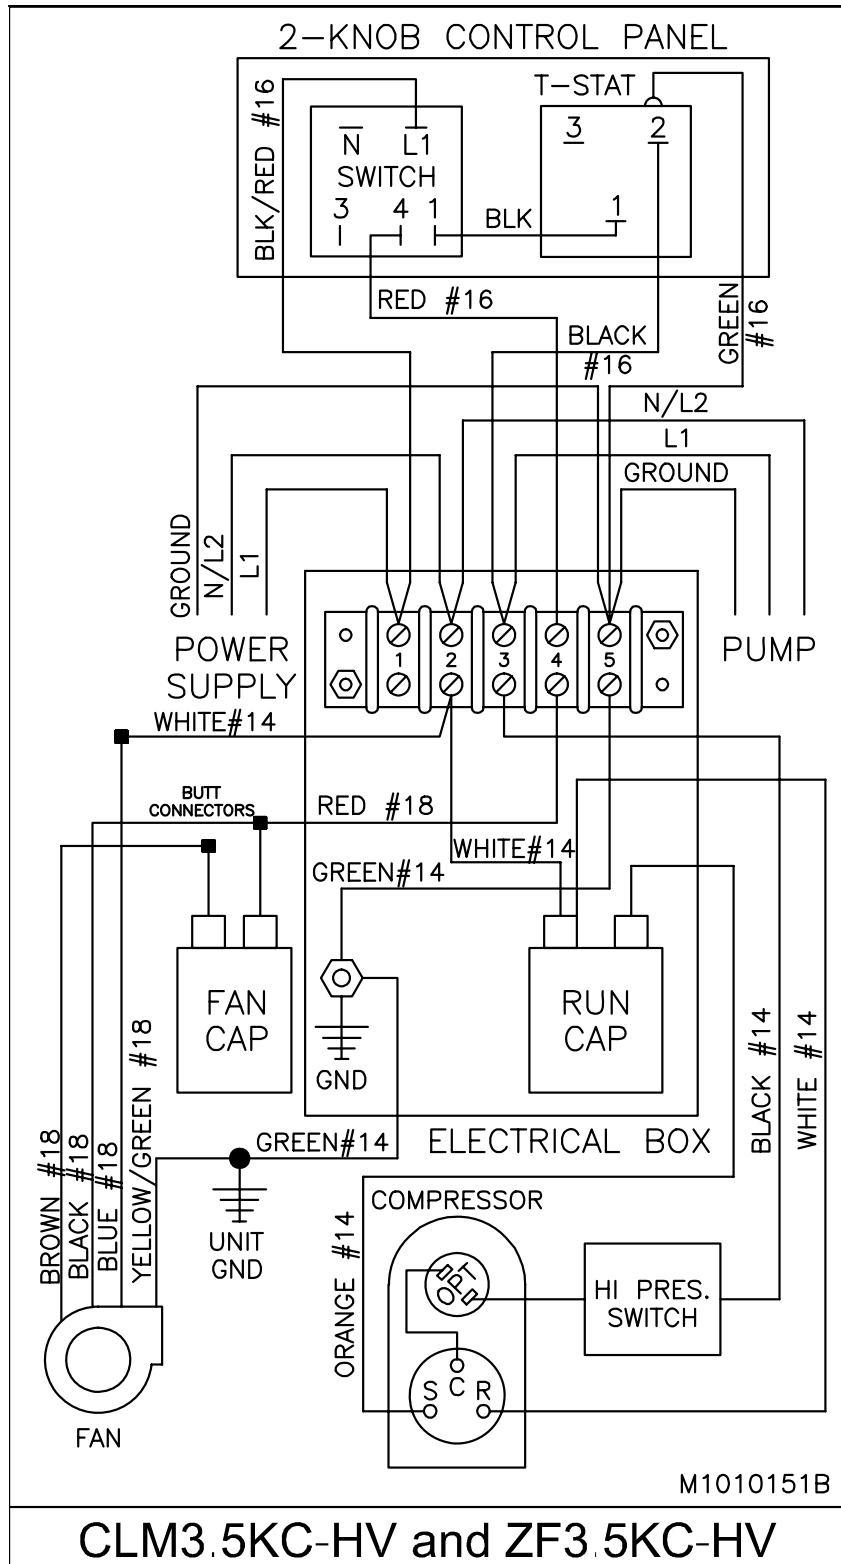 2-KNOB CONTROL PANEL
T-STAT
BLK/RED #16
N L1
SWITCH
3 4 1
3 2
1
BLK
RED #16
BLACK
#16
GREEN
#16
N/L2
L1
GROUND
GROUND
N/L2
L1
POWER
SUPPLY
1 2 3 4 5
PUMP
WHITE#14
BUTT
CONNECTORS
RED #18
WHITE#14
GREEN#14
FAN
CAP
GND
RUN
CAP
BLACK #14
WHITE #14
BROWN #18
BLACK #18
BLUE #18
YELLOW/GREEN #18
GREEN#14
ELECTRICAL BOX
UNIT
GND
ORANGE #14
COMPRESSOR
OPT
HI PRES.
SWITCH
S C R
FAN
M1010151B
CLM3.5KC-HV and ZF3.5KC-HV